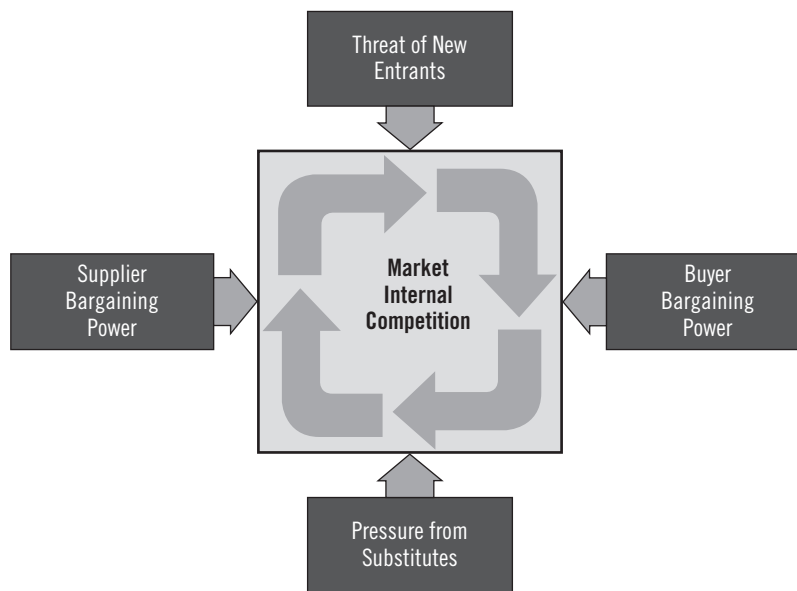 Threat of New
Entrants
Supplier
Bargaining
Power
Market
Internal
Competition
Buyer
Bargaining
Power
Pressure from
Substitutes